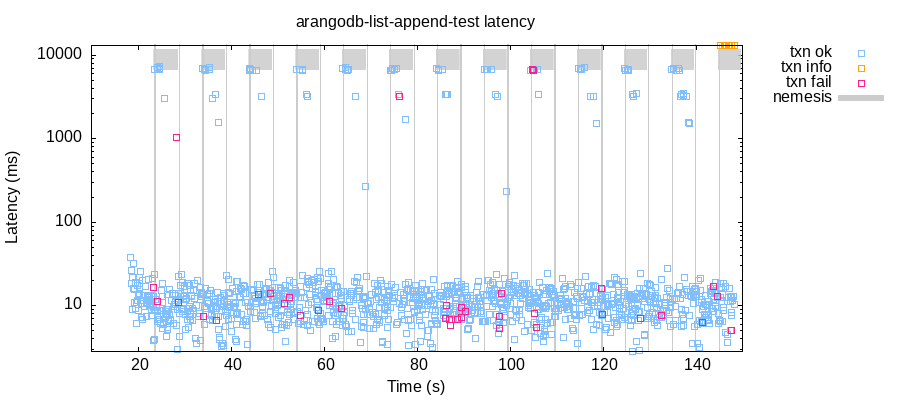 arangodb-list-append-test latency
10000
1000
100
10
Latency (ms)
20 40 60 80 100 120 140
Time (s)
txn ok
txn info
txn fail
nemesis